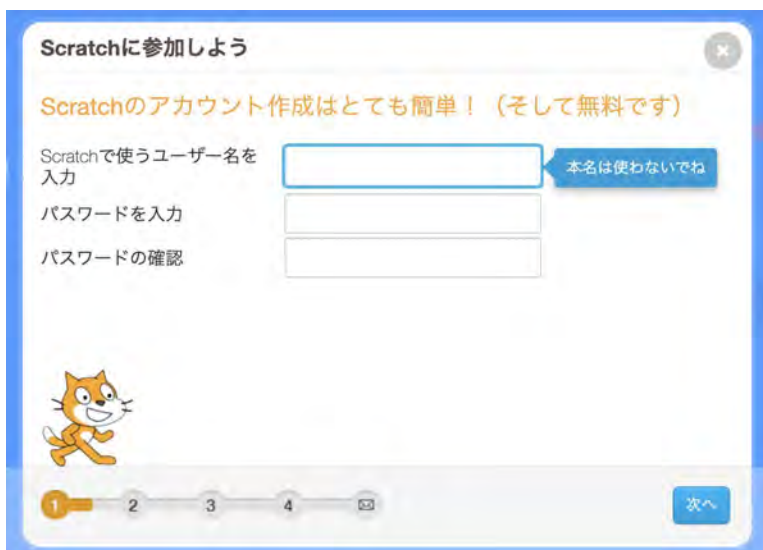 Scratchに参加しよう
Scratchのアカウント作成はとても簡単！（そして無料です）
Scratchで使うユーザー名を
入力
本名は使わないでね
パスワードを入力
パスワードの確認
1 2 3 4
次へ